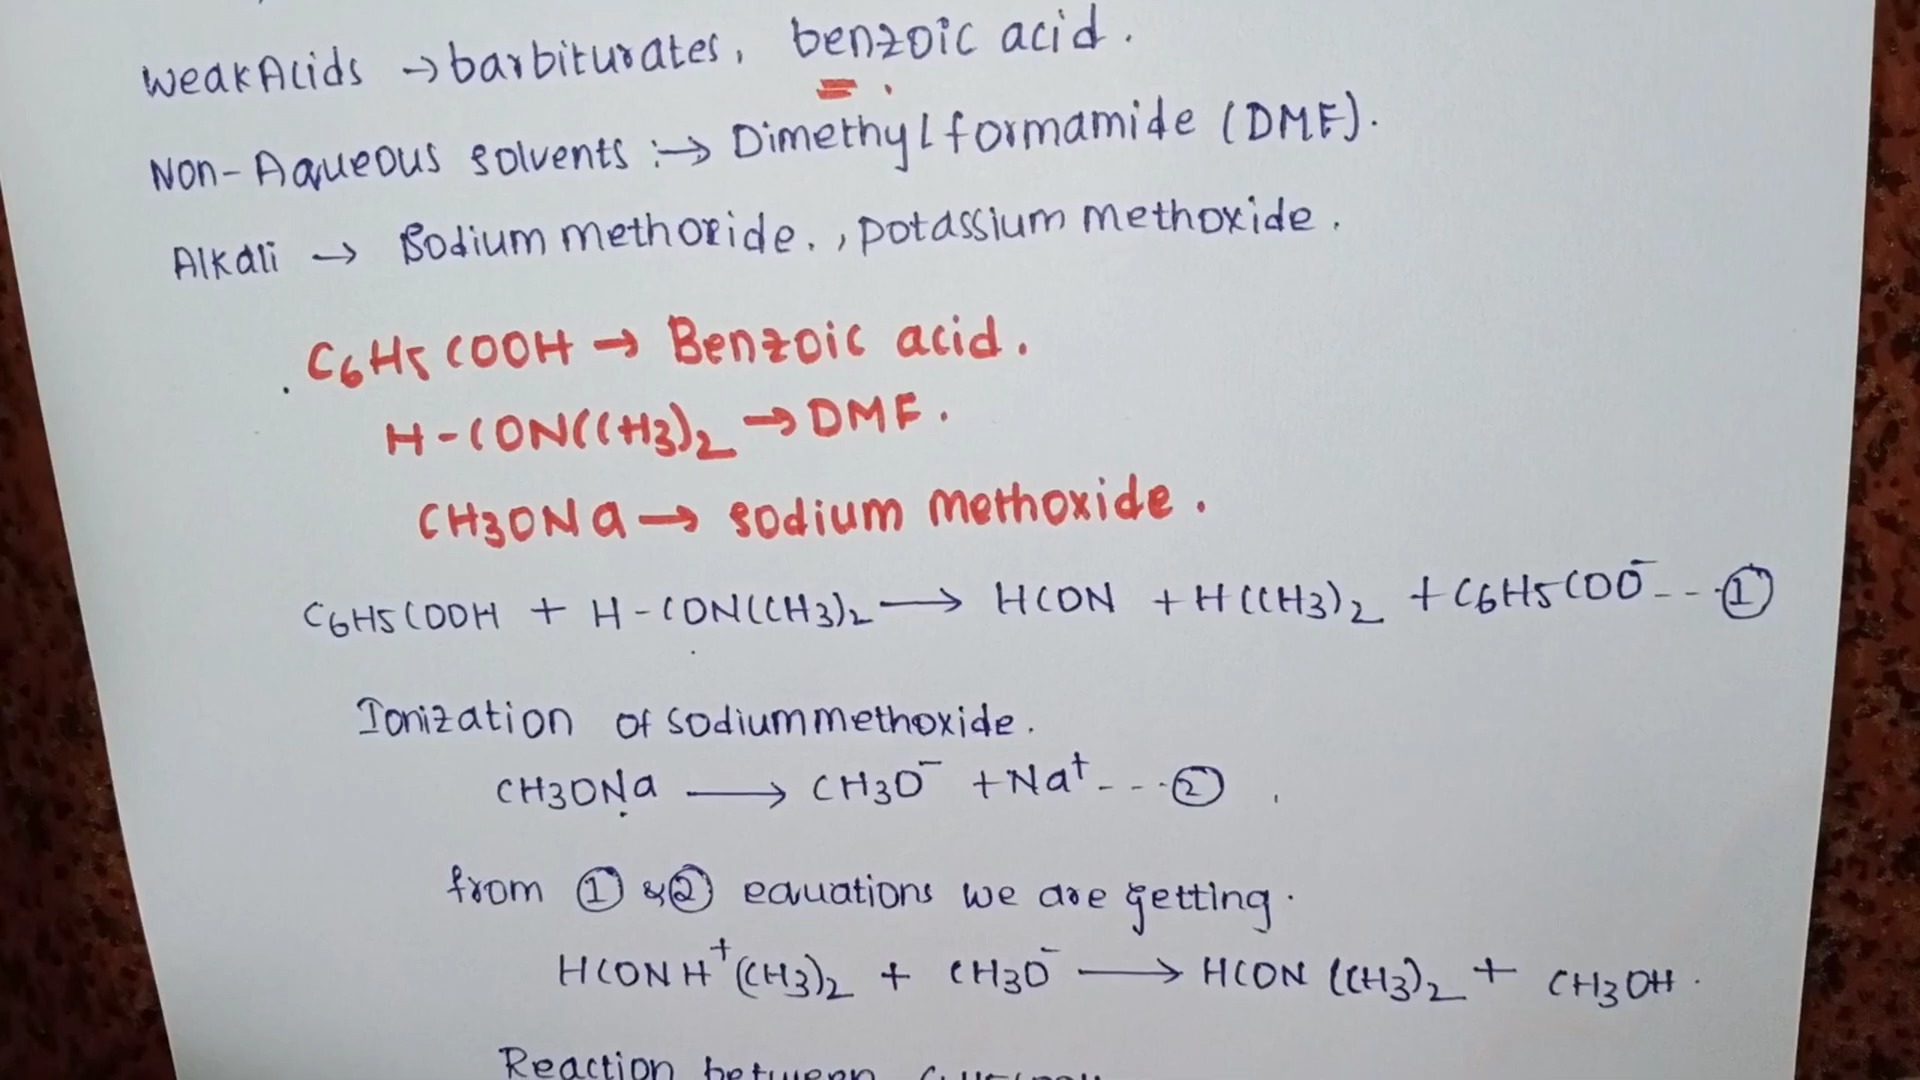 Weak Acids → barbiturates, benzoic acid.
Non-Aqueous solvents :→ Dimethyl formamide (DMF).
Alkali → Sodium methoxide., potassium methoxide.
C6H5COOH → Benzoic acid.
H-CON(CH3)2 → DMF.
CH3ONa → sodium methoxide.
C6H5COOH + H-CON(CH3)2 → HCON + H(CH3)2 + C6H5COO⁻ --- ①
Ionization of sodium methoxide.
CH3ONa → CH3O⁻ + Na⁺ --- ②
from ① & ② equations we are getting.
HCONH⁺(CH3)2 + CH3O⁻ → HCON(CH3)2 + CH3OH.
Reaction between